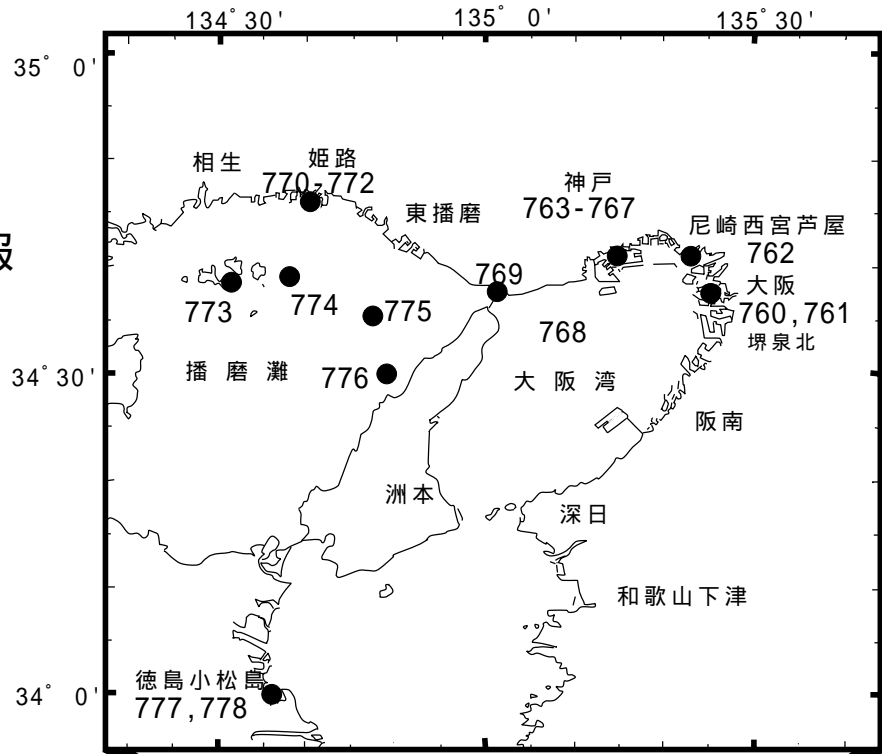 134° 30'
135° 0'
135° 30'
35° 0'
相生
姫路
770-772
東播磨
神戸
763-767
尼崎西宮芦屋
762
報
769
大阪
760,761
773
774
775
768
堺泉北
34° 30'
播磨灘
776
大阪湾
阪南
洲本
深日
和歌山下津
徳島小松島
34° 0'
777,778